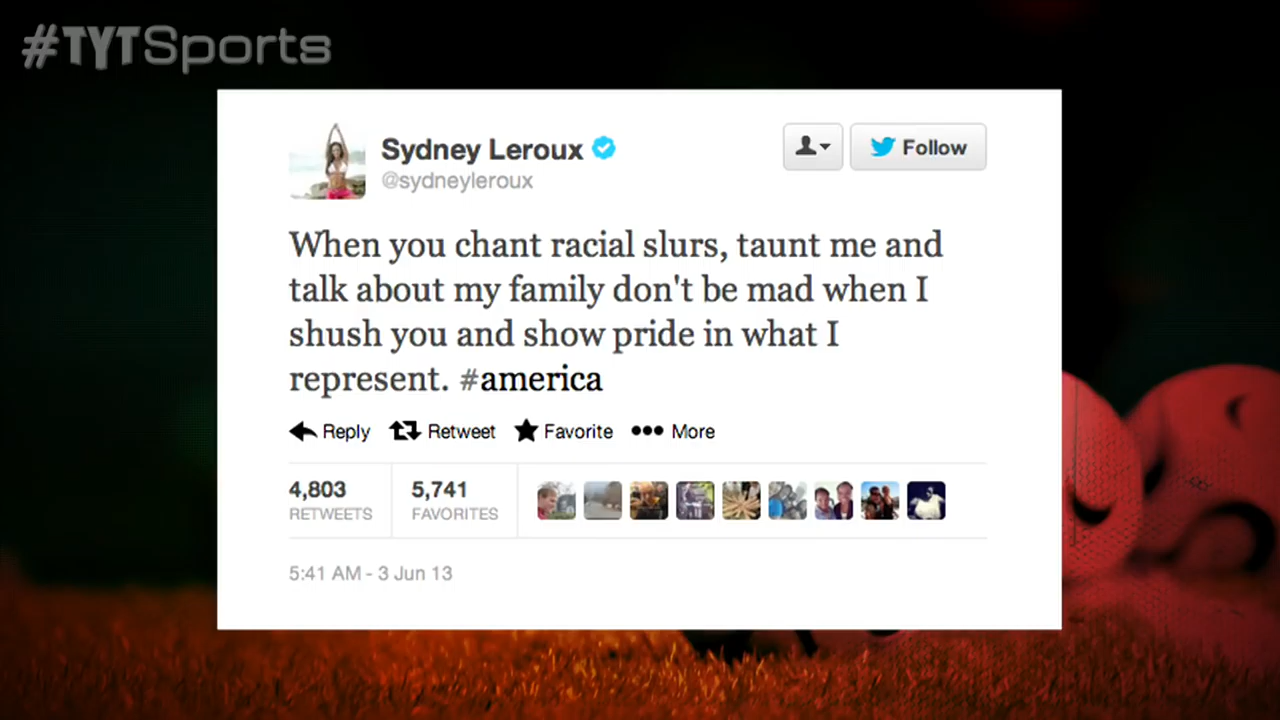 #TYTSports
Sydney Leroux
@sydneyleroux
Follow
When you chant racial slurs, taunt me and
talk about my family don't be mad when I
shush you and show pride in what I
represent. #america
Reply Retweet Favorite More
4,803 5,741
RETWEETS FAVORITES
5:41 AM - 3 Jun 13